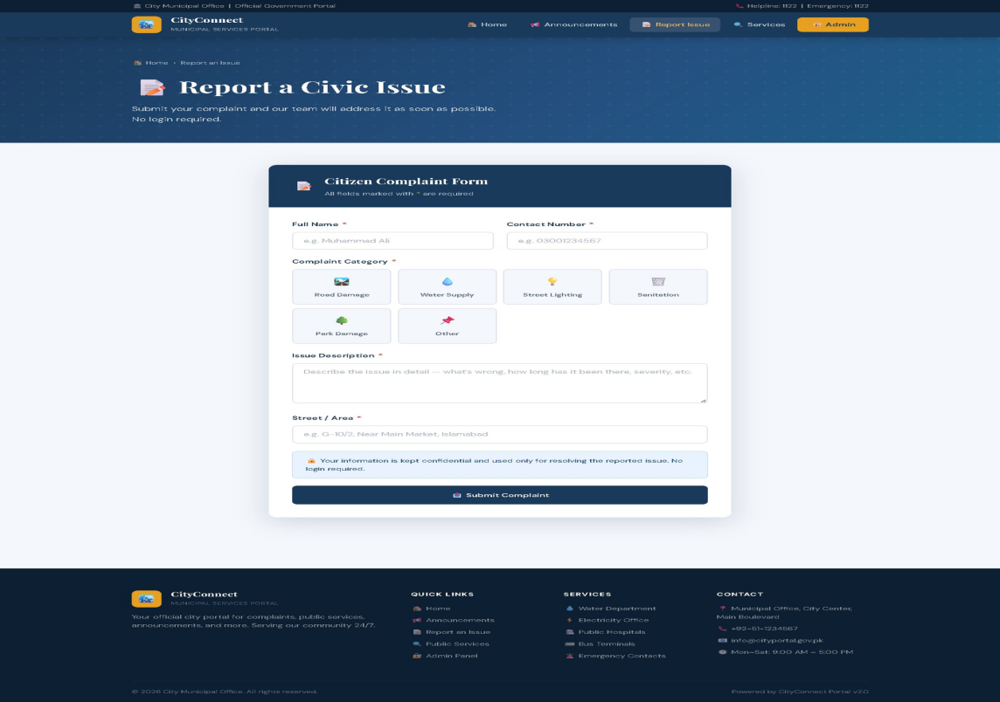 City Municipal Office | Official Government Portal
Helpline: 1122 | Emergency: 1122
CityConnect
MUNICIPAL SERVICES PORTAL
Home
Announcements
Report Issue
Services
Admin
Home › Report an Issue
Report a Civic Issue
Submit your complaint and our team will address it as soon as possible.
No login required.
Citizen Complaint Form
All fields marked with * are required
Full Name *
Contact Number *
e.g. Muhammad Ali
e.g. 03001234567
Complaint Category *
Road Damage
Water Supply
Street Lighting
Sanitation
Park Damage
Other
Issue Description *
Describe the issue in detail — what's wrong, how long has it been there, severity, etc.
Street / Area *
e.g. G-10/2, Near Main Market, Islamabad
Your information is kept confidential and used only for resolving the reported issue. No
login required.
Submit Complaint
CityConnect
MUNICIPAL SERVICES PORTAL
Your official city portal for complaints, public services,
announcements, and more. Serving our community 24/7.
QUICK LINKS
Home
Announcements
Report an Issue
Public Services
Admin Panel
SERVICES
Water Department
Electricity Office
Public Hospitals
Bus Terminals
Emergency Contacts
CONTACT
Municipal Office, City Center,
Main Boulevard
+92-51-1234567
info@cityportal.gov.pk
Mon–Sat: 9:00 AM – 5:00 PM
© 2026 City Municipal Office. All rights reserved.
Powered by CityConnect Portal v2.0